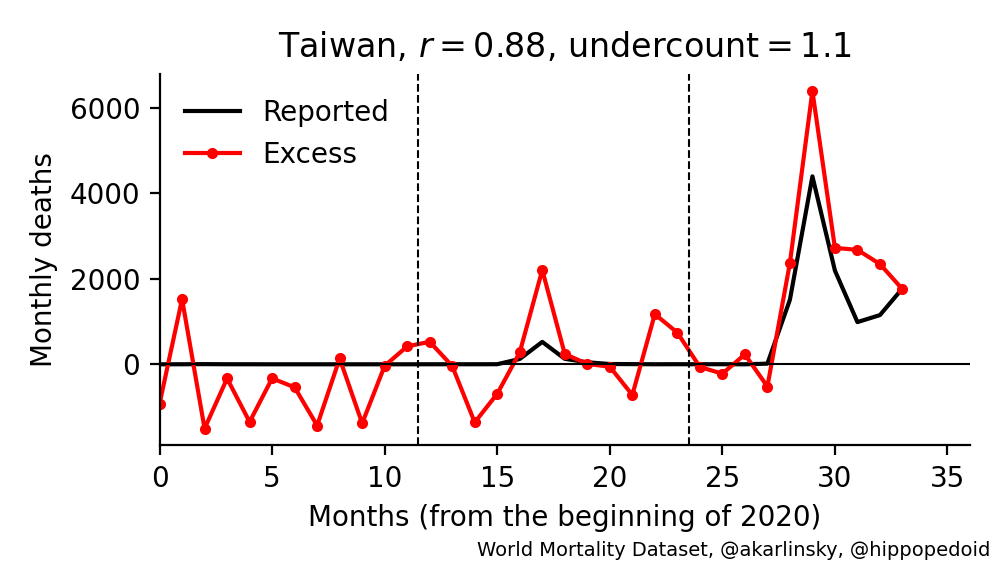 Taiwan, r = 0.88, undercount = 1.1
Reported
Excess
Monthly deaths
6000
4000
2000
0
0 5 10 15 20 25 30 35
Months (from the beginning of 2020)
World Mortality Dataset, @akarlinsky, @hippopedoid